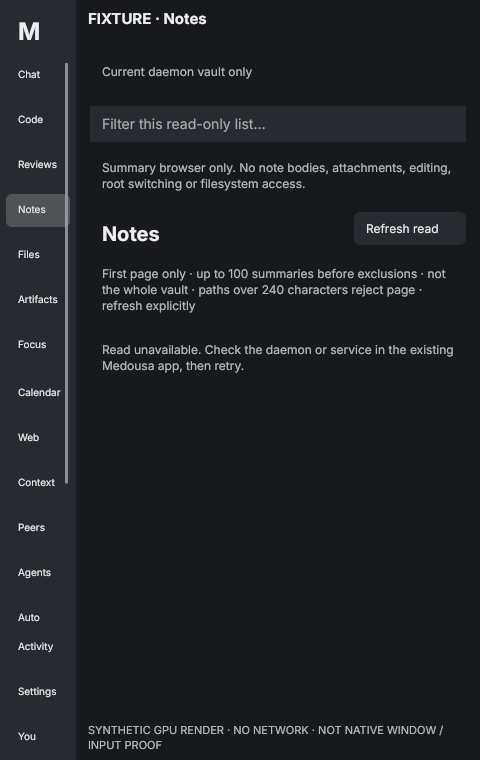 M
Chat
Code
Reviews
Notes
Files
Artifacts
Focus
Calendar
Web
Context
Peers
Agents
Auto
Activity
Settings
You
FIXTURE · Notes
Current daemon vault only
Filter this read-only list...
Summary browser only. No note bodies, attachments, editing,
root switching or filesystem access.
Notes
Refresh read
First page only · up to 100 summaries before exclusions · not
the whole vault · paths over 240 characters reject page ·
refresh explicitly
Read unavailable. Check the daemon or service in the existing
Medousa app, then retry.
SYNTHETIC GPU RENDER · NO NETWORK · NOT NATIVE WINDOW /
INPUT PROOF